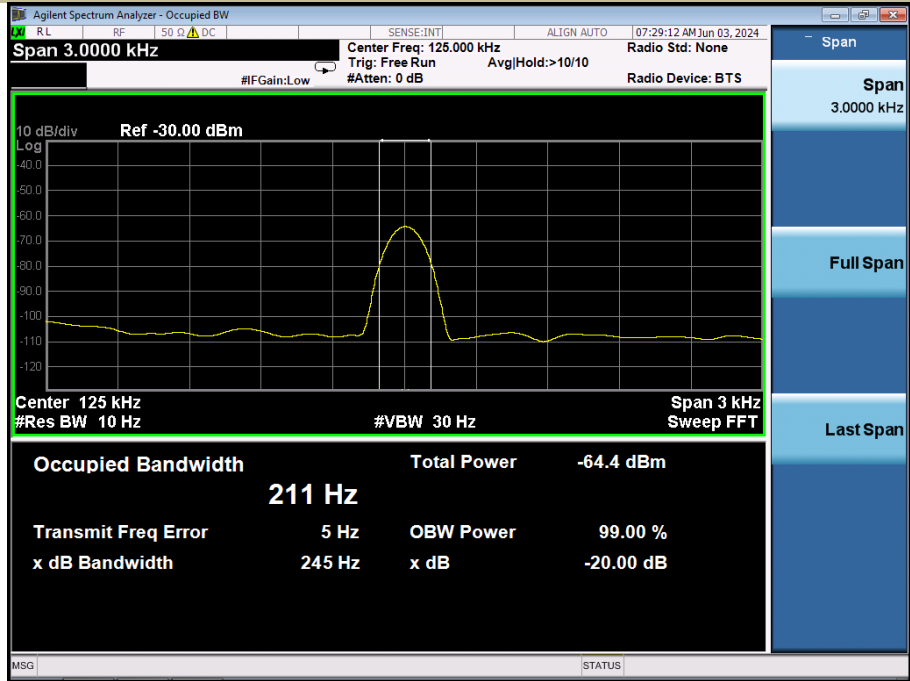 Agilent Spectrum Analyzer - Occupied BW
LXI RL RF 50 Ω DC SENSE:INT ALIGN AUTO 07:29:12 AM Jun 03, 2024
Span 3.0000 kHz
Center Freq: 125.000 kHz Radio Std: None
Trig: Free Run Avg|Hold:>10/10
#IFGain:Low #Atten: 0 dB Radio Device: BTS
10 dB/div Ref -30.00 dBm
Log
-40.0
-50.0
-60.0
-70.0
-80.0
-90.0
-100
-110
-120
Center 125 kHz Span 3 kHz
#Res BW 10 Hz #VBW 30 Hz Sweep FFT
Occupied Bandwidth Total Power -64.4 dBm
211 Hz
Transmit Freq Error 5 Hz OBW Power 99.00 %
x dB Bandwidth 245 Hz x dB -20.00 dB
MSG STATUS
Span
Span
3.0000 kHz
Full Span
Last Span